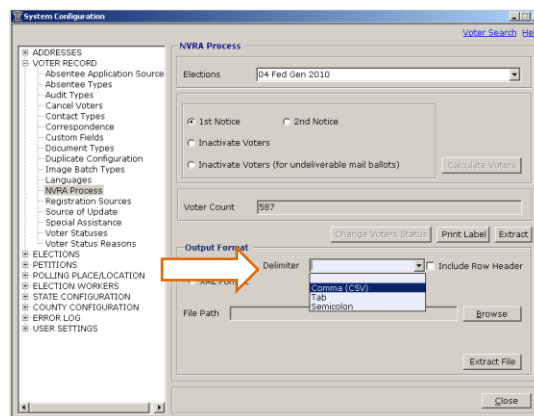 System Configuration
Voter Search Hel
ADDRESSES
VOTER RECORD
Absentee Application Source
Absentee Types
Audit Types
Cancel Voters
Contact Types
Correspondence
Custom Fields
Document Types
Duplicate Configuration
Image Batch Types
Languages
NVRA Process
Registration Sources
Source of Update
Special Assistance
Voter Statuses
Voter Status Reasons
ELECTIONS
PETITIONS
POLLING PLACE/LOCATION
ELECTION WORKERS
STATE CONFIGURATION
COUNTY CONFIGURATION
ERROR LOG
USER SETTINGS
NVRA Process
Elections 04 Fed Gen 2010
1st Notice 2nd Notice
Inactivate Voters
Inactivate Voters (for undeliverable mail ballots) Calculate Voters
Voter Count 587
Change Voters Status Print Label Extract
Output Format
Delimiter Include Row Header
Comma (CSV)
Tab
Semicolon
File Path Browse
Extract File
Close